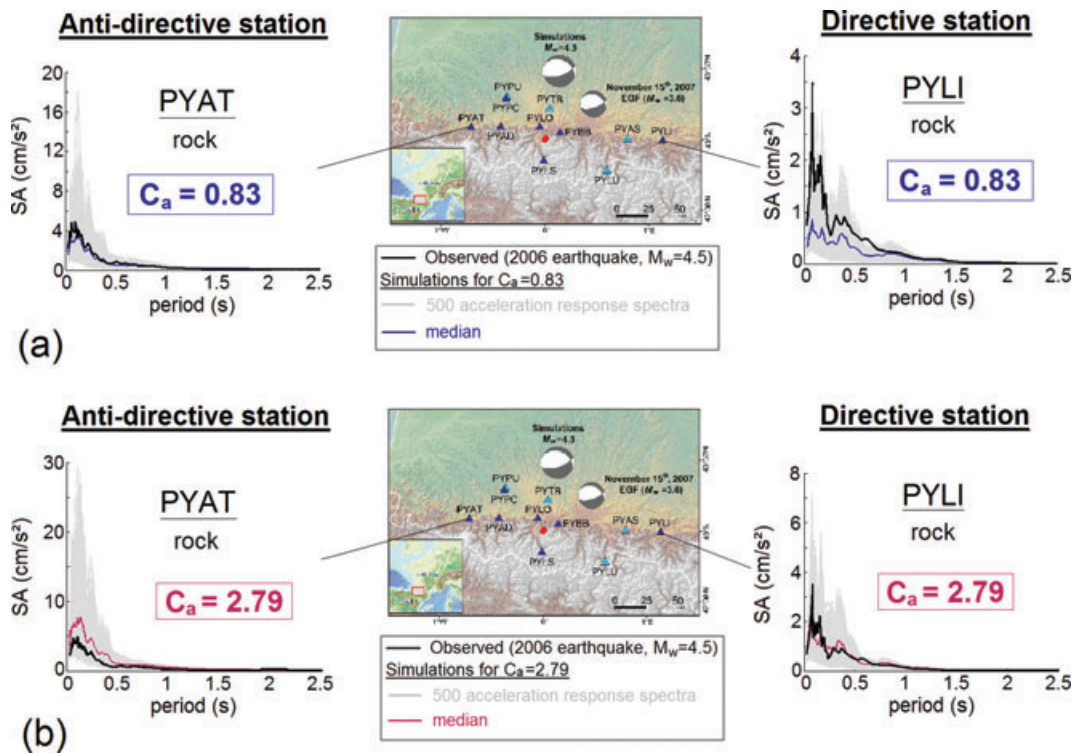 (a)
Anti-directive station
PYAT
rock
Cₐ = 0.83
SA (cm/s²)
20
16
12
8
4
0
0 0.5 1 1.5 2 2.5
period (s)
Simulations
Mw=4.5
November 15th, 2007
EGF (Mw =3.6)
PYPU
PYPC
PYTB
PYAT
PYAD
PYLO
PYBB
PYAS
PYLI
PYLS
PYLU
0 25 50
1°W 0° 1°E
Observed (2006 earthquake, Mw=4.5)
Simulations for Cₐ=0.83
500 acceleration response spectra
median
Directive station
PYLI
rock
Cₐ = 0.83
SA (cm/s²)
4
3
2
1
0
0 0.5 1 1.5 2 2.5
period (s)
(b)
Anti-directive station
PYAT
rock
Cₐ = 2.79
SA (cm/s²)
30
20
10
0
0 0.5 1 1.5 2 2.5
period (s)
Simulations
Mw=4.5
November 15th, 2007
EGF (Mw =3.6)
PYPU
PYPC
PYTB
PYAT
PYAD
PYLO
PYBB
PYAS
PYLI
PYLS
PYLU
0 25 50
1°W 0° 1°E
Observed (2006 earthquake, Mw=4.5)
Simulations for Cₐ=2.79
500 acceleration response spectra
median
Directive station
PYLI
rock
Cₐ = 2.79
SA (cm/s²)
8
6
4
2
0
0 0.5 1 1.5 2 2.5
period (s)